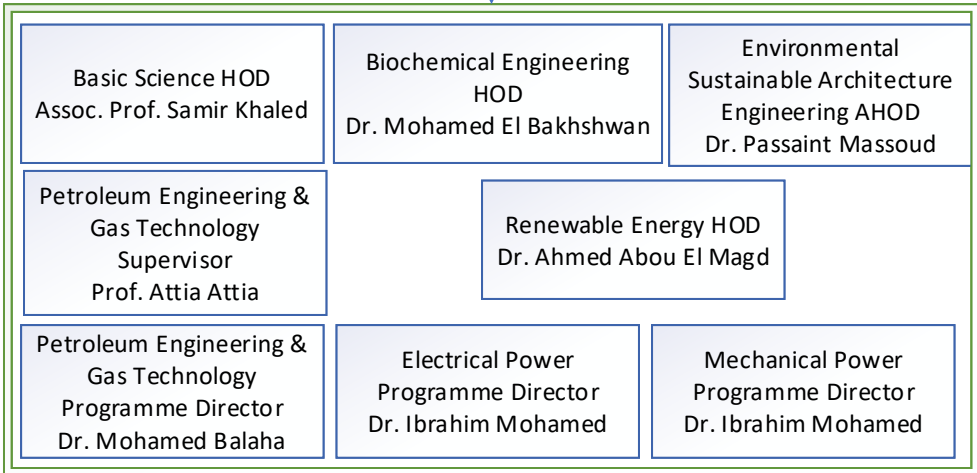 Basic Science HOD
Assoc. Prof. Samir Khaled
Biochemical Engineering
HOD
Dr. Mohamed El Bakhshwan
Environmental
Sustainable Architecture
Engineering AHOD
Dr. Passaint Massoud
Petroleum Engineering &
Gas Technology
Supervisor
Prof. Attia Attia
Renewable Energy HOD
Dr. Ahmed Abou El Magd
Petroleum Engineering &
Gas Technology
Programme Director
Dr. Mohamed Balaha
Electrical Power
Programme Director
Dr. Ibrahim Mohamed
Mechanical Power
Programme Director
Dr. Ibrahim Mohamed